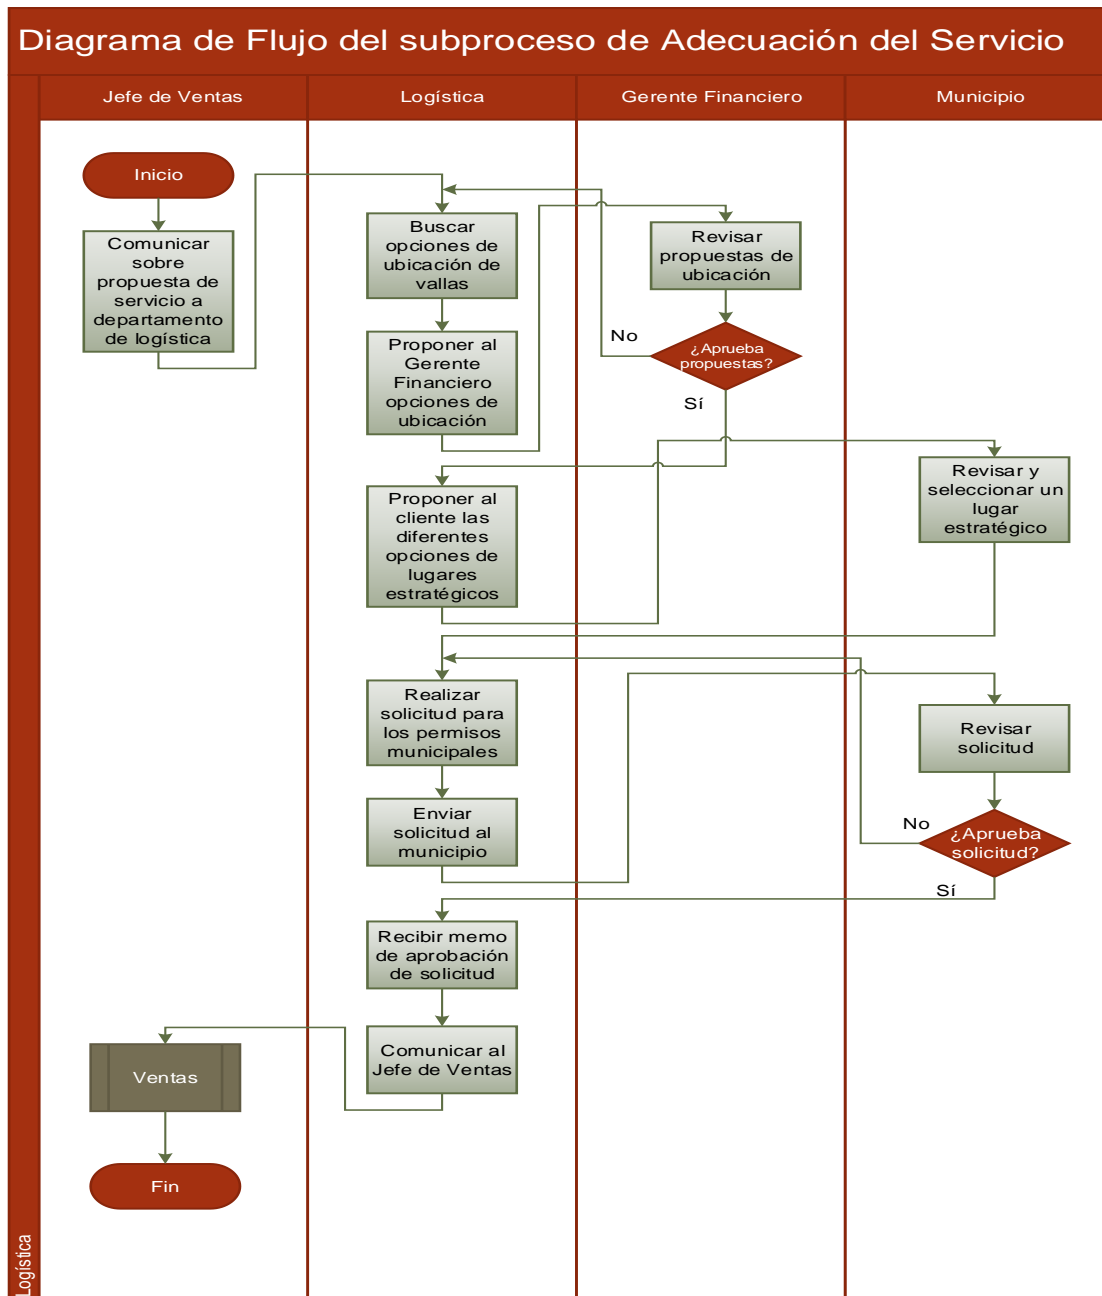 Diagrama de Flujo del subproceso de Adecuación del Servicio
Jefe de Ventas
Logística
Gerente Financiero
Municipio
Inicio
Comunicar
sobre
propuesta de
servicio a
departamento
de logística
Buscar
opciones de
ubicación de
vallas
Revisar
propuestas de
ubicación
Proponer al
Gerente
Financiero
opciones de
ubicación
No
¿Aprueba
propuestas?
Sí
Proponer al
cliente las
diferentes
opciones de
lugares
estratégicos
Revisar y
seleccionar un
lugar
estratégico
Realizar
solicitud para
los permisos
municipales
Revisar
solicitud
Enviar
solicitud al
municipio
No
¿Aprueba
solicitud?
Sí
Recibir memo
de aprobación
de solicitud
Comunicar al
Jefe de Ventas
Ventas
Fin
Logística